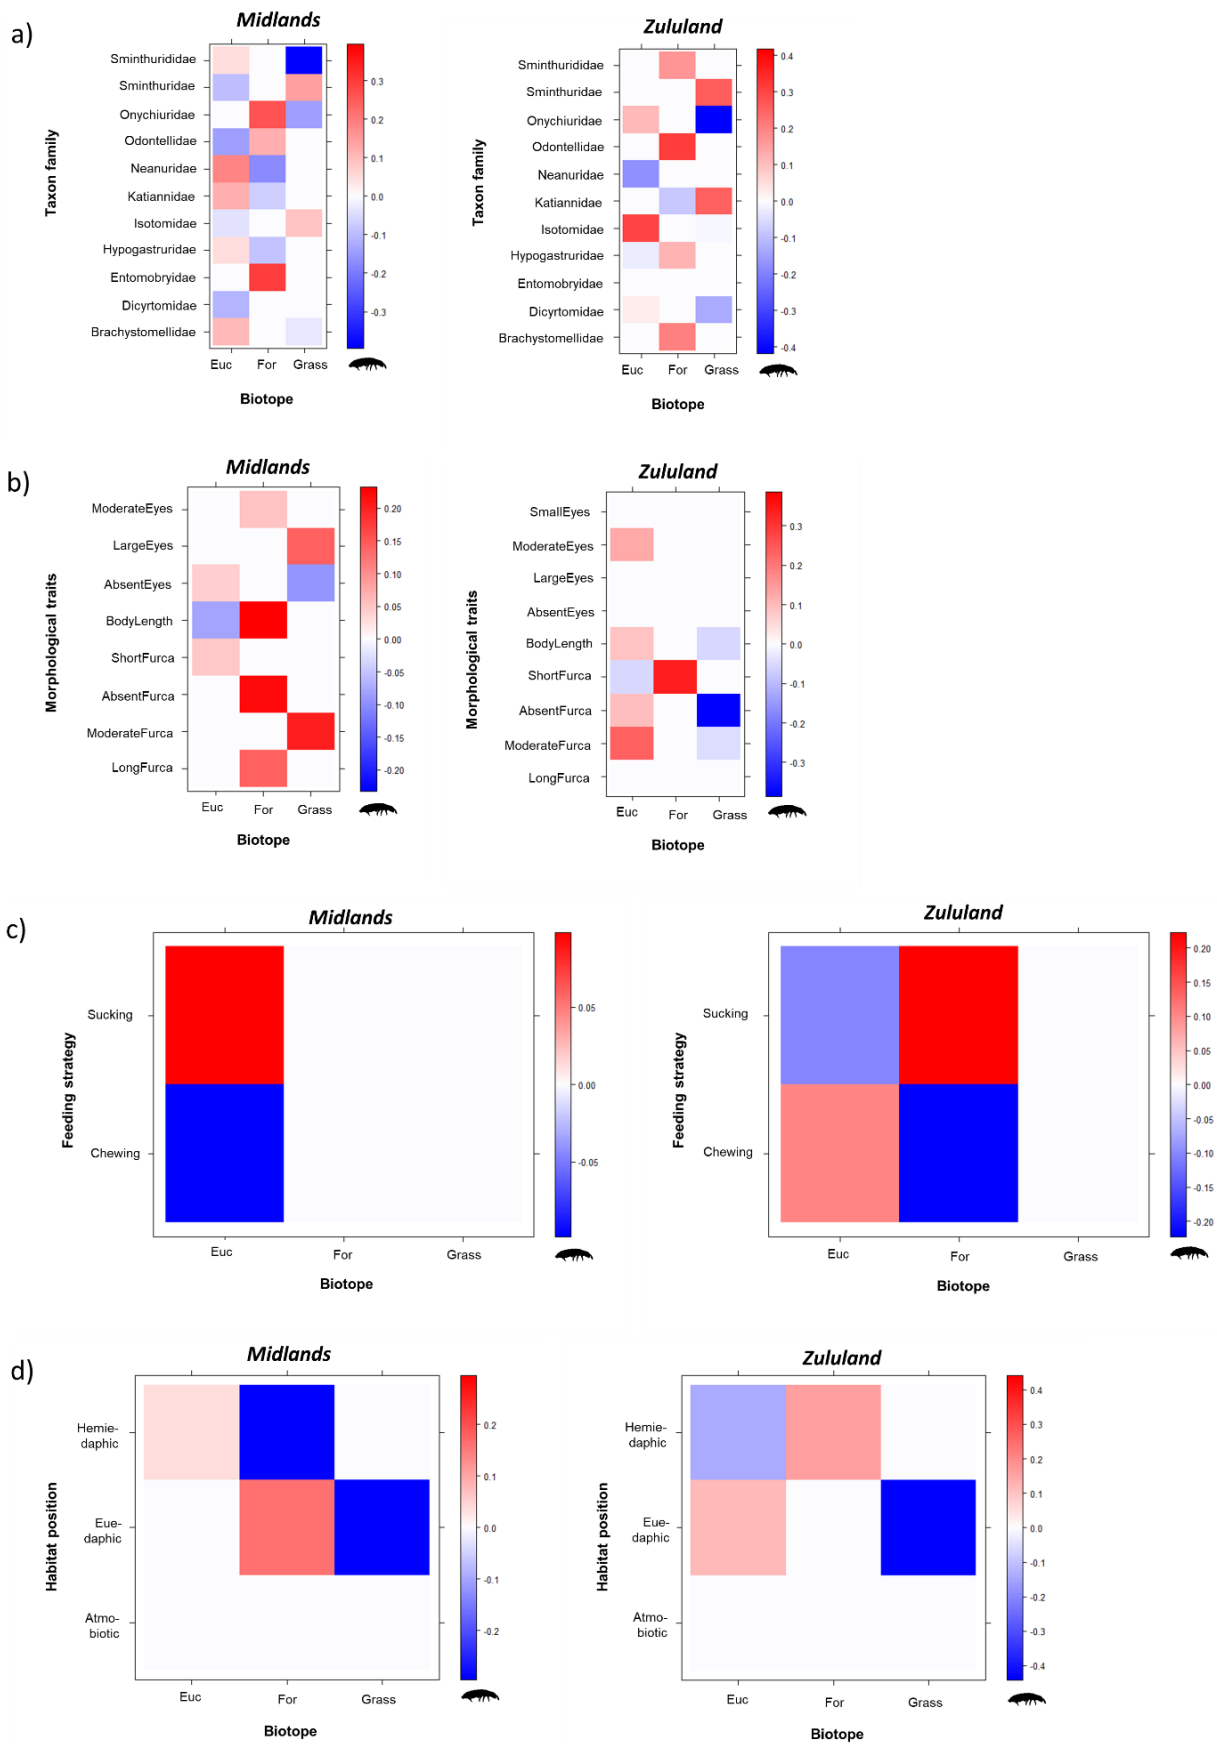 a)
Midlands
Taxon family
Sminthurididae
Sminthuridae
Onychiuridae
Odontellidae
Neanuridae
Katiannidae
Isotomidae
Hypogastruridae
Entomobryidae
Dicyrtomidae
Brachystomellidae
Euc For Grass
Biotope
0.3
0.2
0.1
0.0
-0.1
-0.2
-0.3
Zululand
Taxon family
Sminthurididae
Sminthuridae
Onychiuridae
Odontellidae
Neanuridae
Katiannidae
Isotomidae
Hypogastruridae
Entomobryidae
Dicyrtomidae
Brachystomellidae
Euc For Grass
Biotope
0.4
0.3
0.2
0.1
0.0
-0.1
-0.2
-0.3
-0.4
b)
Midlands
Morphological traits
ModerateEyes
LargeEyes
AbsentEyes
BodyLength
ShortFurca
AbsentFurca
ModerateFurca
LongFurca
Euc For Grass
Biotope
0.20
0.15
0.10
0.05
0.00
-0.05
-0.10
-0.15
-0.20
Zululand
Morphological traits
SmallEyes
ModerateEyes
LargeEyes
AbsentEyes
BodyLength
ShortFurca
AbsentFurca
ModerateFurca
LongFurca
Euc For Grass
Biotope
0.3
0.2
0.1
0.0
-0.1
-0.2
-0.3
c)
Midlands
Feeding strategy
Sucking
Chewing
Euc For Grass
Biotope
0.05
0.00
-0.05
Zululand
Feeding strategy
Sucking
Chewing
Euc For Grass
Biotope
0.20
0.15
0.10
0.05
0.00
-0.05
-0.10
-0.15
-0.20
d)
Midlands
Habitat position
Hemie-
daphic
Eue-
daphic
Atmo-
biotic
Euc For Grass
Biotope
0.2
0.1
0.0
-0.1
-0.2
Zululand
Habitat position
Hemie-
daphic
Eue-
daphic
Atmo-
biotic
Euc For Grass
Biotope
0.4
0.3
0.2
0.1
0.0
-0.1
-0.2
-0.3
-0.4